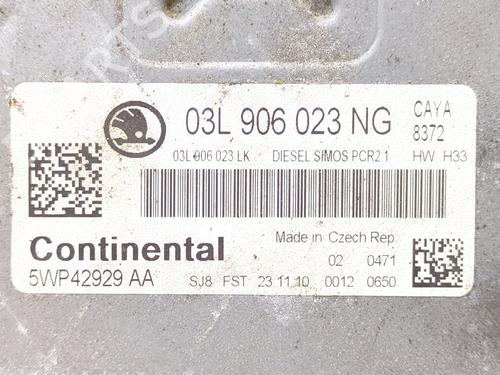 03L 906 023 NG CAYA
8372
03L 906 023 LK DIESEL SIMOS PCR2.1 HW H33
Continental
Made in Czech Rep.
02 0471
5WP42929 AA SJ8 FST 23.11.10 0012 0650